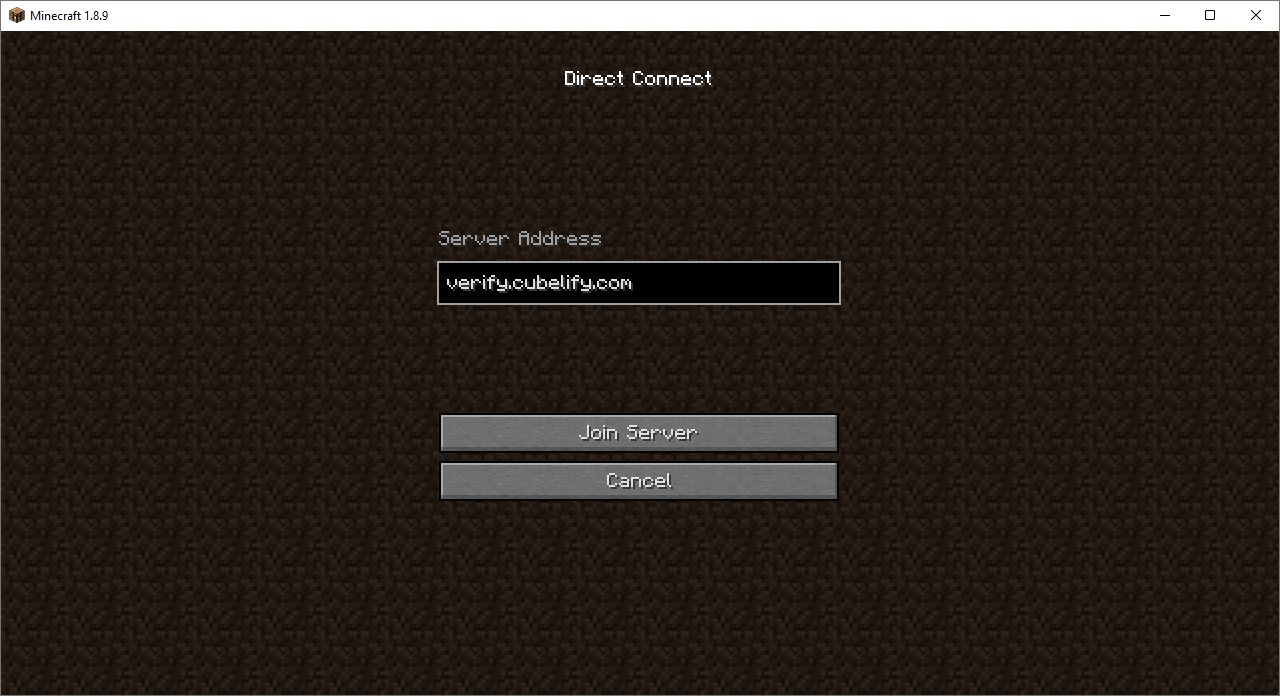 Minecraft 1.8.9
Direct Connect
Server Address
verify.cubelify.com
Join Server
Cancel